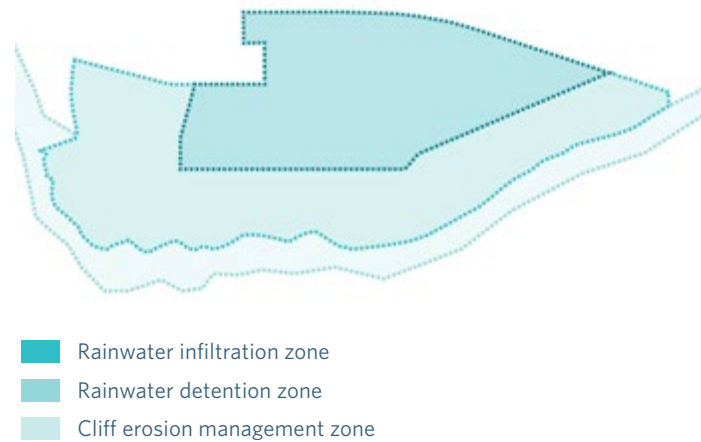 Rainwater infiltration zone
Rainwater detention zone
Cliff erosion management zone